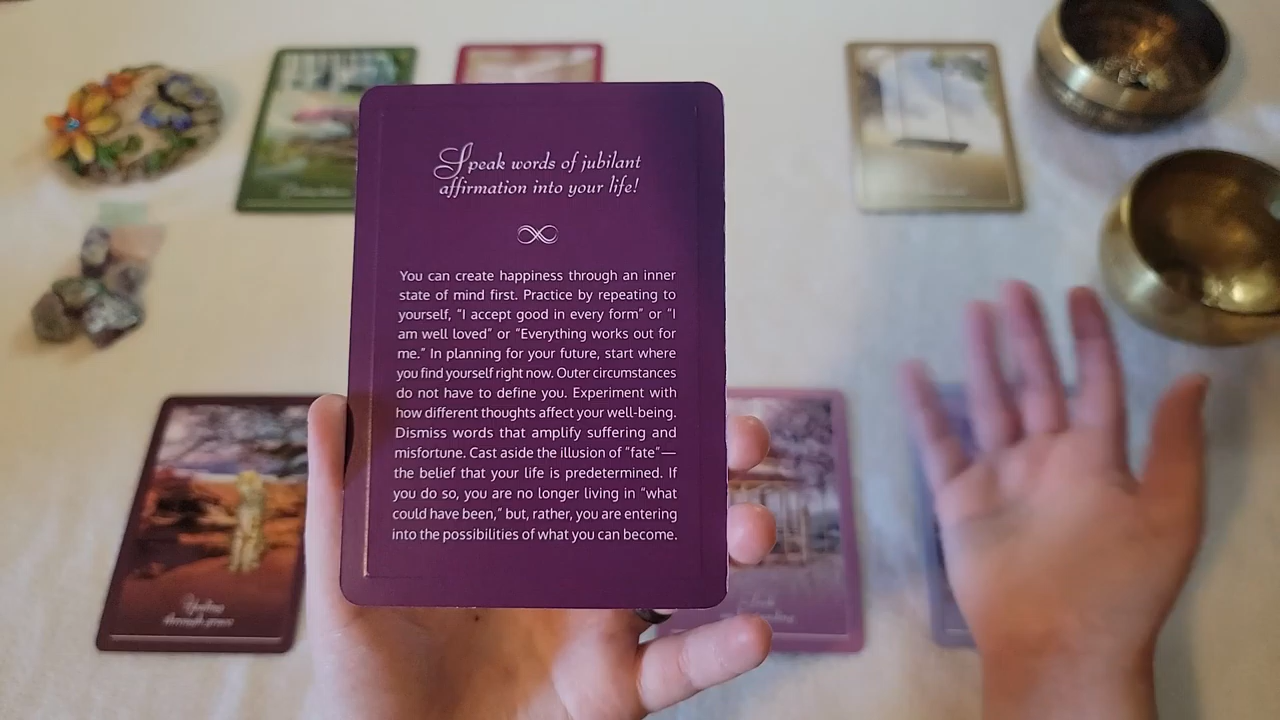 Speak words of jubilant
affirmation into your life!
You can create happiness through an inner
state of mind first. Practice by repeating to
yourself, “I accept good in every form” or “I
am well loved” or “Everything works out for
me.” In planning for your future, start where
you find yourself right now. Outer circumstances
do not have to define you. Experiment with
how different thoughts affect your well-being.
Dismiss words that amplify suffering and
misfortune. Cast aside the illusion of “fate”—
the belief that your life is predetermined. If
you do so, you are no longer living in “what
could have been,” but, rather, you are entering
into the possibilities of what you can become.
through grace